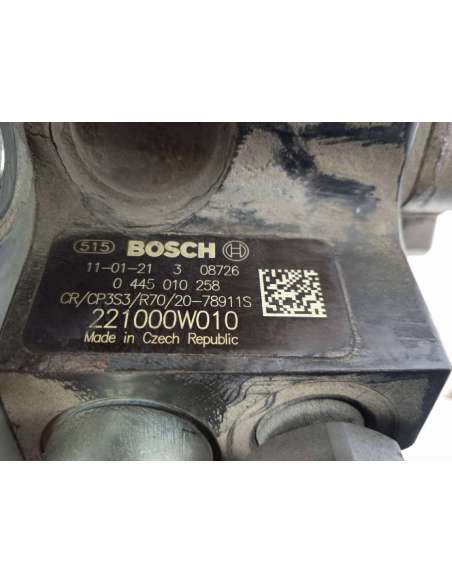 515 BOSCH
11-01-21 3 08726
0 445 010 258
CR/CP3S3/R70/20-78911S
221000W010
Made in Czech Republic